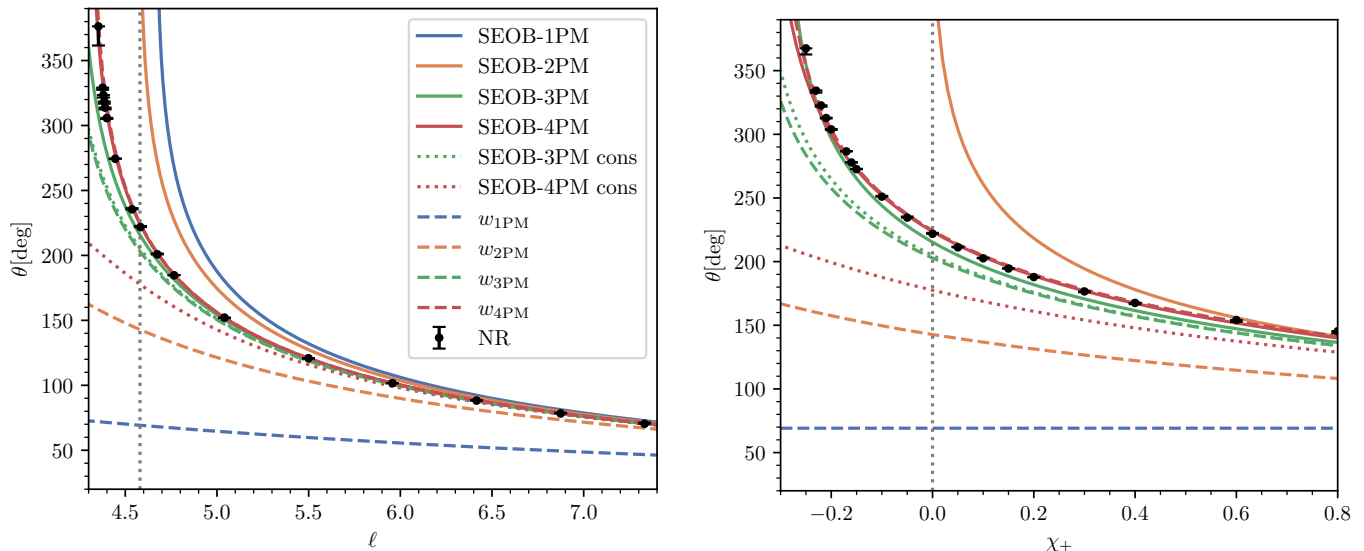 θ[deg]
350
300
250
200
150
100
50
4.5
5.0
5.5
6.0
6.5
7.0
ℓ
SEOB-1PM
SEOB-2PM
SEOB-3PM
SEOB-4PM
SEOB-3PM cons
SEOB-4PM cons
w₁PM
w₂PM
w₃PM
w₄PM
NR
θ[deg]
350
300
250
200
150
100
50
−0.2
0.0
0.2
0.4
0.6
0.8
χ₊